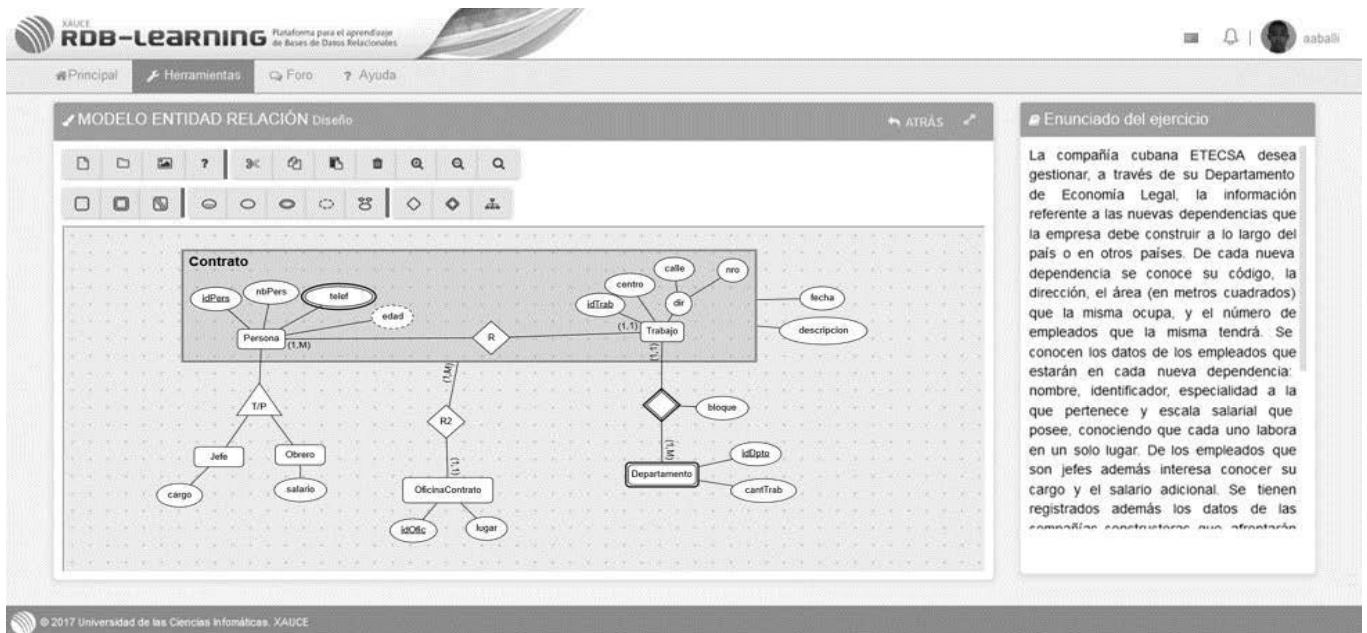 XAUCE
RDB-Learning
Plataforma para el aprendizaje
de Bases de Datos Relacionales
aaballi
Principal
Herramientas
Foro
? Ayuda
MODELO ENTIDAD RELACIÓN Diseño
ATRÁS
?
Contrato
idPers
nbPers
telef
edad
Persona
(1,M)
R
centro
calle
nro
idTrab
dir
(1,1)
Trabajo
(1,1)
fecha
descripcion
T/P
Jefe
Obrero
cargo
salario
(1,M)
R2
(1,1)
OficinaContrato
idOfic
lugar
bloque
(1,M)
Departamento
idDpto
cantTrab
Enunciado del ejercicio
La compañía cubana ETECSA desea
gestionar, a través de su Departamento
de Economía Legal, la información
referente a las nuevas dependencias que
la empresa debe construir a lo largo del
país o en otros países. De cada nueva
dependencia se conoce su código, la
dirección, el área (en metros cuadrados)
que la misma ocupa, y el número de
empleados que la misma tendrá. Se
conocen los datos de los empleados que
estarán en cada nueva dependencia:
nombre, identificador, especialidad a la
que pertenece y escala salarial que
posee, conociendo que cada uno labora
en un solo lugar. De los empleados que
son jefes además interesa conocer su
cargo y el salario adicional. Se tienen
registrados además los datos de las
compañías constructoras que afrontarán
© 2017 Universidad de las Ciencias Infomáticas. XAUCE